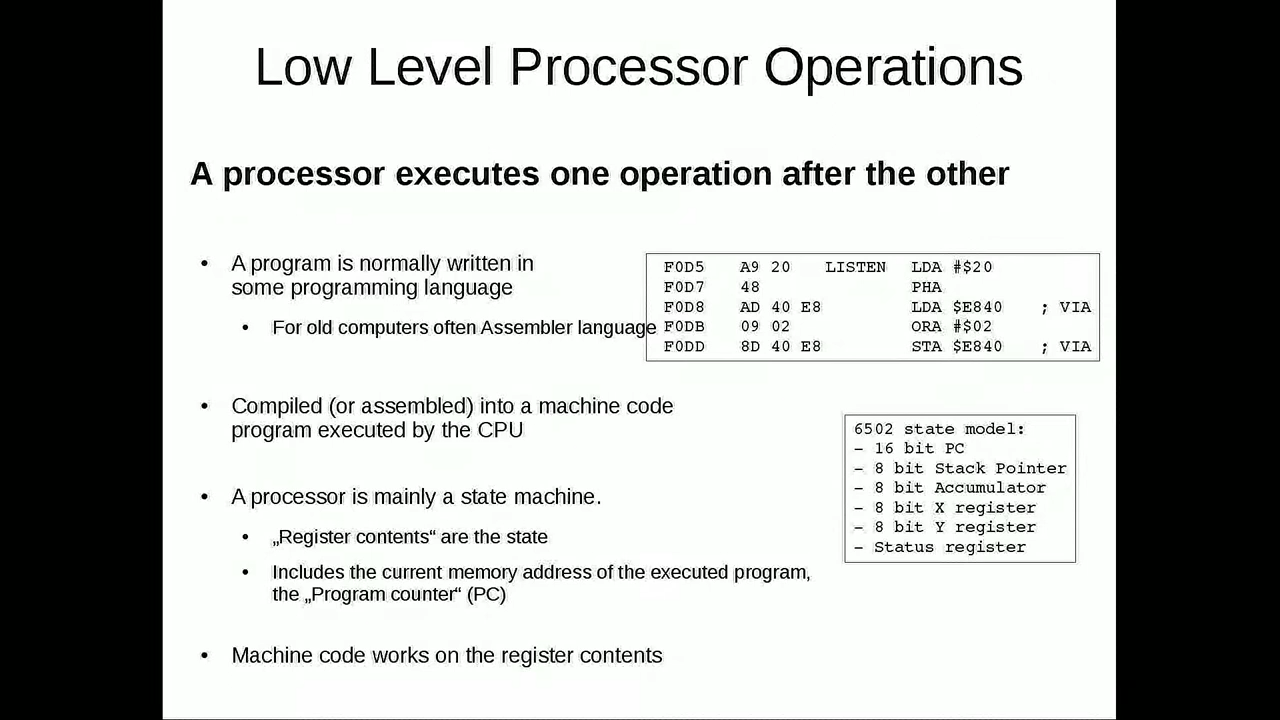 Low Level Processor Operations
A processor executes one operation after the other
• A program is normally written in
some programming language
• For old computers often Assembler language
F0D5 A9 20 LISTEN LDA #$20
F0D7 48 PHA
F0D8 AD 40 E8 LDA $E840 ; VIA
F0DB 09 02 ORA #$02
F0DD 8D 40 E8 STA $E840 ; VIA
• Compiled (or assembled) into a machine code
program executed by the CPU
6502 state model:
- 16 bit PC
- 8 bit Stack Pointer
- 8 bit Accumulator
- 8 bit X register
- 8 bit Y register
- Status register
• A processor is mainly a state machine.
• „Register contents“ are the state
• Includes the current memory address of the executed program,
the „Program counter“ (PC)
• Machine code works on the register contents